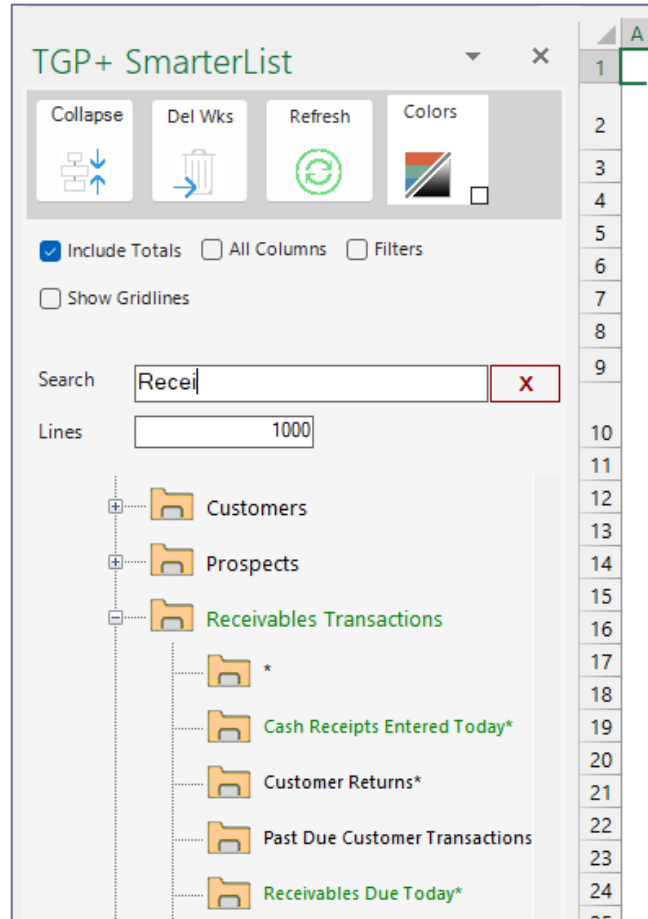 TGP+ SmarterList
A
Collapse Del Wks Refresh Colors
Include Totals All Columns Filters
Show Gridlines
Search Recei X
Lines 1000
Customers
Prospects
Receivables Transactions
*
Cash Receipts Entered Today*
Customer Returns*
Past Due Customer Transactions
Receivables Due Today*
1
2
3
4
5
6
7
8
9
10
11
12
13
14
15
16
17
18
19
20
21
22
23
24